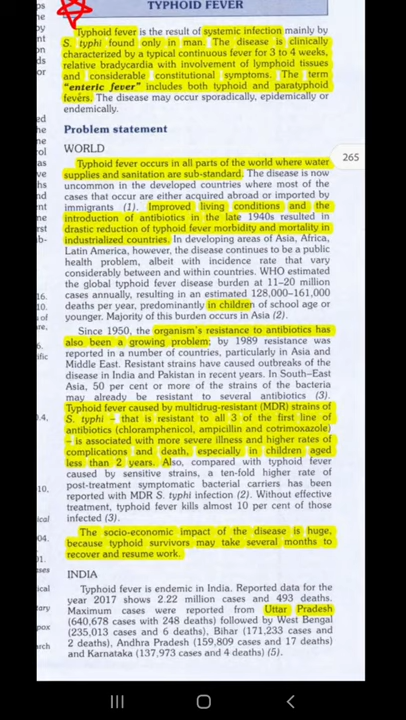 TYPHOID FEVER
Typhoid fever is the result of systemic infection mainly by
S. typhi found only in man. The disease is clinically
characterized by a typical continuous fever for 3 to 4 weeks,
relative bradycardia with involvement of lymphoid tissues
and considerable constitutional symptoms. The term
"enteric fever" includes both typhoid and paratyphoid
fevers. The disease may occur sporadically, epidemically or
endemically.
Problem statement
WORLD
265
Typhoid fever occurs in all parts of the world where water
supplies and sanitation are sub-standard. The disease is now
uncommon in the developed countries where most of the
cases that occur are either acquired abroad or imported by
immigrants (1). Improved living conditions and the
introduction of antibiotics in the late 1940s resulted in
drastic reduction of typhoid fever morbidity and mortality in
industrialized countries. In developing areas of Asia, Africa,
Latin America, however, the disease continues to be a public
health problem, albeit with incidence rate that vary
considerably between and within countries. WHO estimated
the global typhoid fever disease burden at 11–20 million
cases annually, resulting in an estimated 128,000–161,000
deaths per year, predominantly in children of school age or
younger. Majority of this burden occurs in Asia (2).
Since 1950, the organism's resistance to antibiotics has
also been a growing problem; by 1989 resistance was
reported in a number of countries, particularly in Asia and
Middle East. Resistant strains have caused outbreaks of the
disease in India and Pakistan in recent years. In South-East
Asia, 50 per cent or more of the strains of the bacteria
may already be resistant to several antibiotics (3).
Typhoid fever caused by multidrug-resistant (MDR) strains of
S. typhi – that is resistant to all 3 of the first line of
antibiotics (chloramphenicol, ampicillin and cotrimoxazole)
– is associated with more severe illness and higher rates of
complications and death, especially in children aged
less than 2 years. Also, compared with typhoid fever
caused by sensitive strains, a ten-fold higher rate of
post-treatment symptomatic bacterial carriers has been
reported with MDR S. typhi infection (2). Without effective
treatment, typhoid fever kills almost 10 per cent of those
infected (3).
The socio-economic impact of the disease is huge,
because typhoid survivors may take several months to
recover and resume work.
INDIA
Typhoid fever is endemic in India. Reported data for the
year 2017 shows 2.22 million cases and 493 deaths.
Maximum cases were reported from Uttar Pradesh
(640,678 cases with 248 deaths) followed by West Bengal
(235,013 cases and 6 deaths), Bihar (171,233 cases and
2 deaths), Andhra Pradesh (159,809 cases and 17 deaths)
and Karnataka (137,973 cases and 4 deaths) (5).